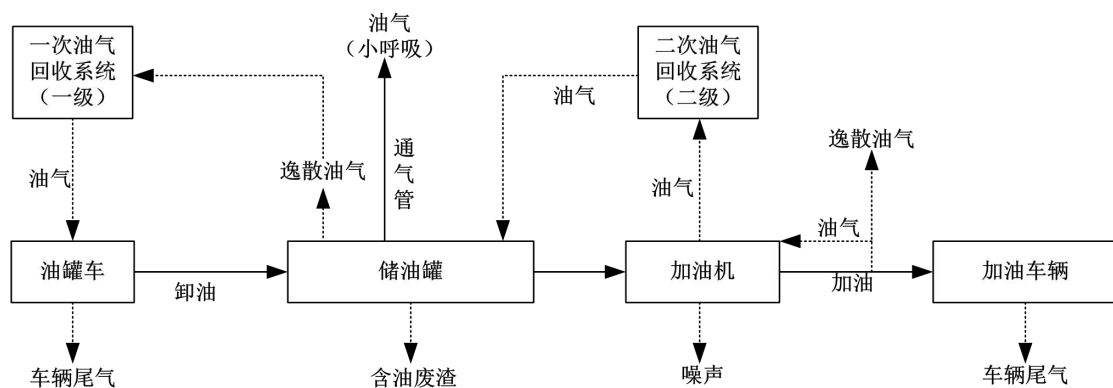 油气
（小呼吸）
一次油气
回收系统
（一级）
二次油气
回收系统
（二级）
油气
逸散油气
通
气
管
逸散油气
油气
油气
油气
油罐车
卸油
储油罐
加油机
加油
加油车辆
车辆尾气
含油废渣
噪声
车辆尾气